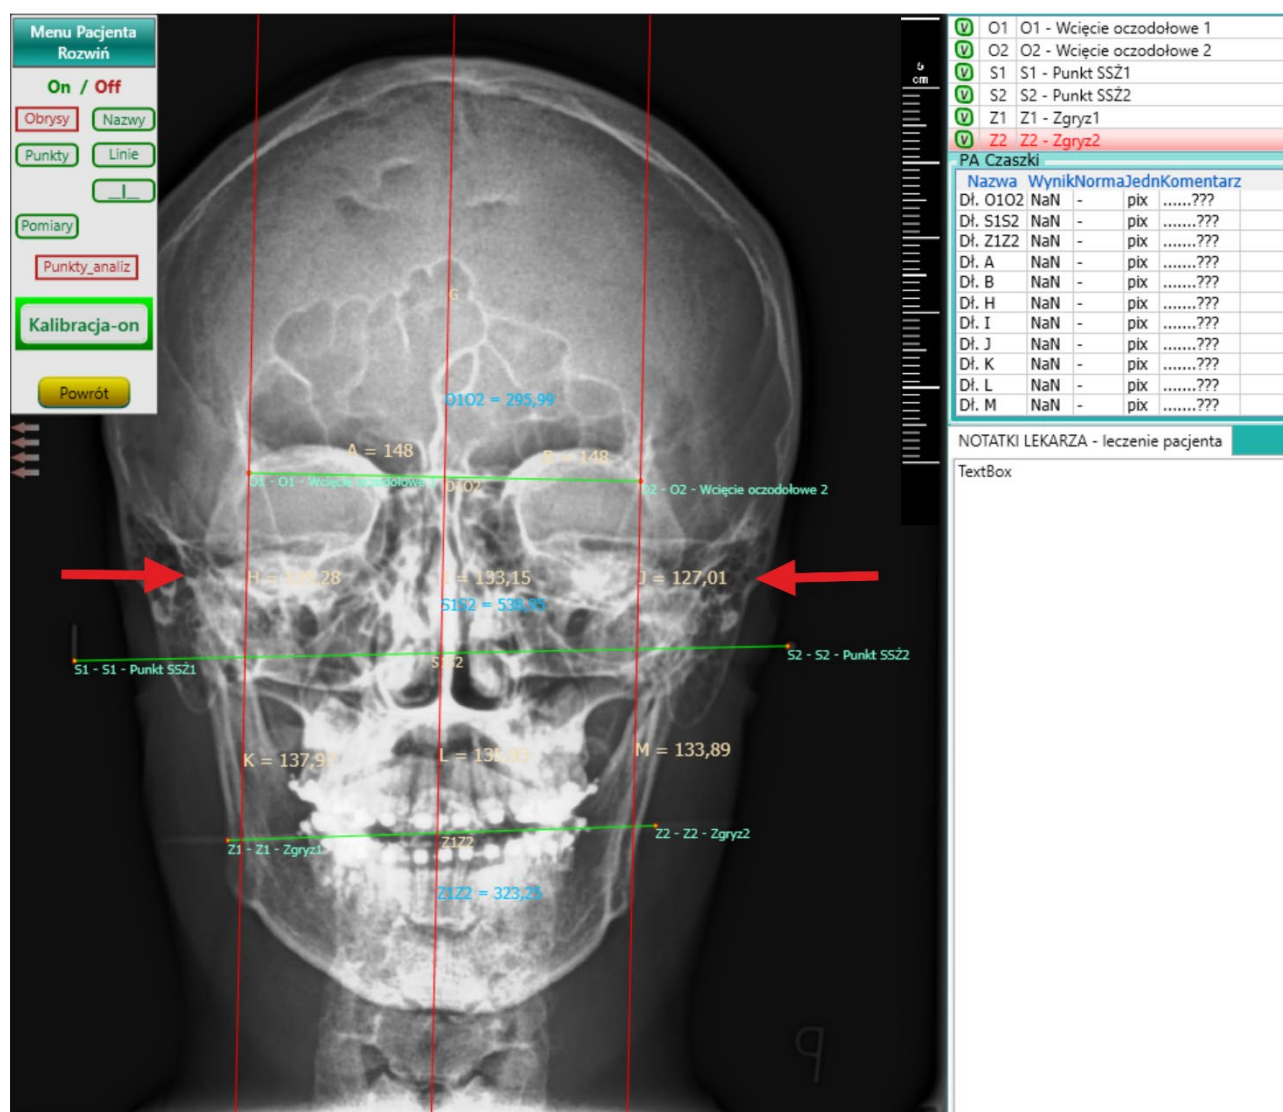 Menu Pacjenta
Rozwiń
On / Off
Obrysy
Nazwy
Punkty
Linie
__|__
Pomiary
Punkty_analiz
Kalibracja-on
Powrót
5
cm
G
O1O2 = 295,99
A = 148
B = 148
O1 - O1 - Wcięcie oczodołowe
O1O2
O2 - O2 - Wcięcie oczodołowe 2
= 133,15
J = 127,01
S1S2 =
S1 - S1 - Punkt SSŻ1
S1S2
S2 - S2 - Punkt SSŻ2
K =
L =
M = 133,89
Z1 - Z1 - Zgryz1
Z1Z2
Z2 - Z2 - Zgryz2
Z1Z2 = 323,25
O1 O1 - Wcięcie oczodołowe 1
O2 O2 - Wcięcie oczodołowe 2
S1 S1 - Punkt SSŻ1
S2 S2 - Punkt SSŻ2
Z1 Z1 - Zgryz1
Z2 Z2 - Zgryz2
PA Czaszki
Nazwa Wynik Norma Jedn Komentarz
Dł. O1O2 NaN - pix ......???
Dł. S1S2 NaN - pix .......???
Dł. Z1Z2 NaN - pix .......???
Dł. A NaN - pix .......???
Dł. B NaN - pix .......???
Dł. H NaN - pix .......???
Dł. I NaN - pix .......???
Dł. J NaN - pix .......???
Dł. K NaN - pix .......???
Dł. L NaN - pix .......???
Dł. M NaN - pix .......???
NOTATKI LEKARZA - leczenie pacjenta
TextBox